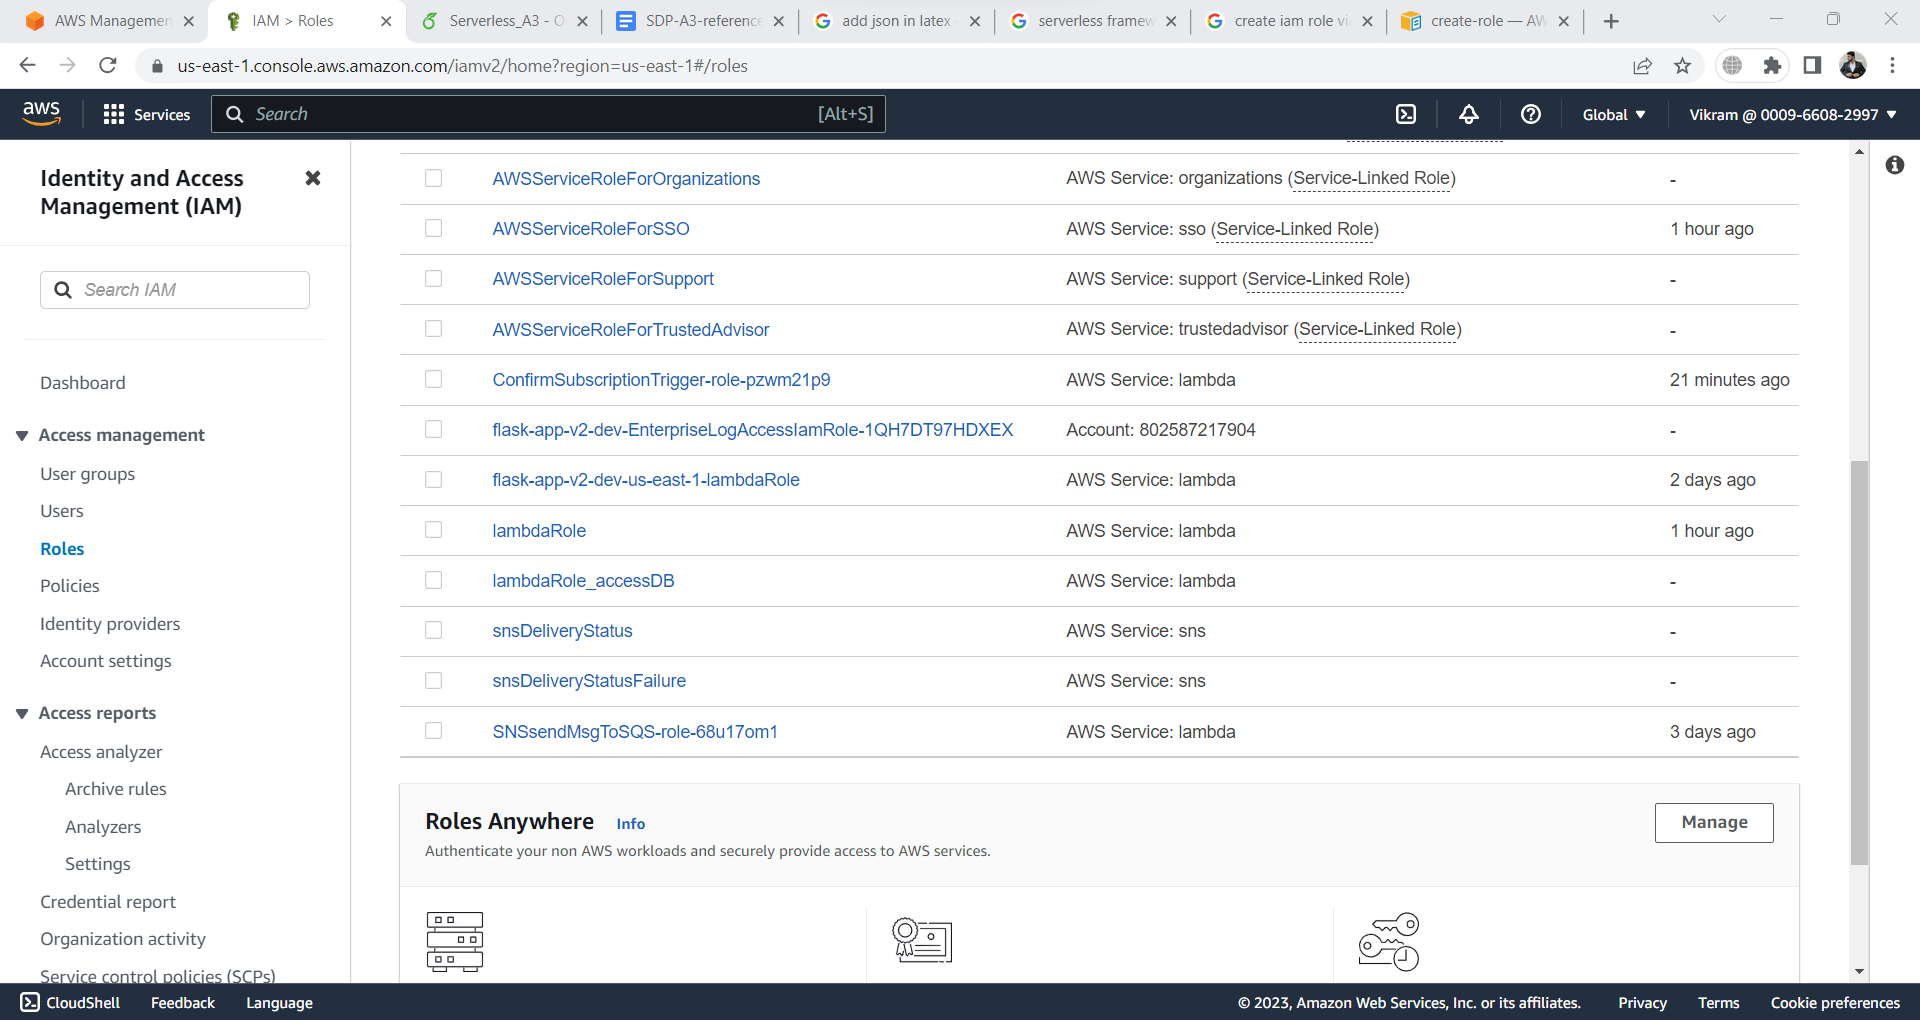 AWS Managemen
IAM > Roles
Serverless_A3 - O
SDP-A3-reference
add json in latex
serverless framew
create iam role vi
create-role — AW
us-east-1.console.aws.amazon.com/iamv2/home?region=us-east-1#/roles
aws
Services
Search
[Alt+S]
Global
Vikram @ 0009-6608-2997
Identity and Access
Management (IAM)
Search IAM
Dashboard
Access management
User groups
Users
Roles
Policies
Identity providers
Account settings
Access reports
Access analyzer
Archive rules
Analyzers
Settings
Credential report
Organization activity
Service control policies (SCPs)
AWSServiceRoleForOrganizations AWS Service: organizations (Service-Linked Role) -
AWSServiceRoleForSSO AWS Service: sso (Service-Linked Role) 1 hour ago
AWSServiceRoleForSupport AWS Service: support (Service-Linked Role) -
AWSServiceRoleForTrustedAdvisor AWS Service: trustedadvisor (Service-Linked Role) -
ConfirmSubscriptionTrigger-role-pzwm21p9 AWS Service: lambda 21 minutes ago
flask-app-v2-dev-EnterpriseLogAccessIamRole-1QH7DT97HDXEX Account: 802587217904 -
flask-app-v2-dev-us-east-1-lambdaRole AWS Service: lambda 2 days ago
lambdaRole AWS Service: lambda 1 hour ago
lambdaRole_accessDB AWS Service: lambda -
snsDeliveryStatus AWS Service: sns -
snsDeliveryStatusFailure AWS Service: sns -
SNSsendMsgToSQS-role-68u17om1 AWS Service: lambda 3 days ago
Roles Anywhere Info
Manage
Authenticate your non AWS workloads and securely provide access to AWS services.
CloudShell Feedback Language
© 2023, Amazon Web Services, Inc. or its affiliates. Privacy Terms Cookie preferences